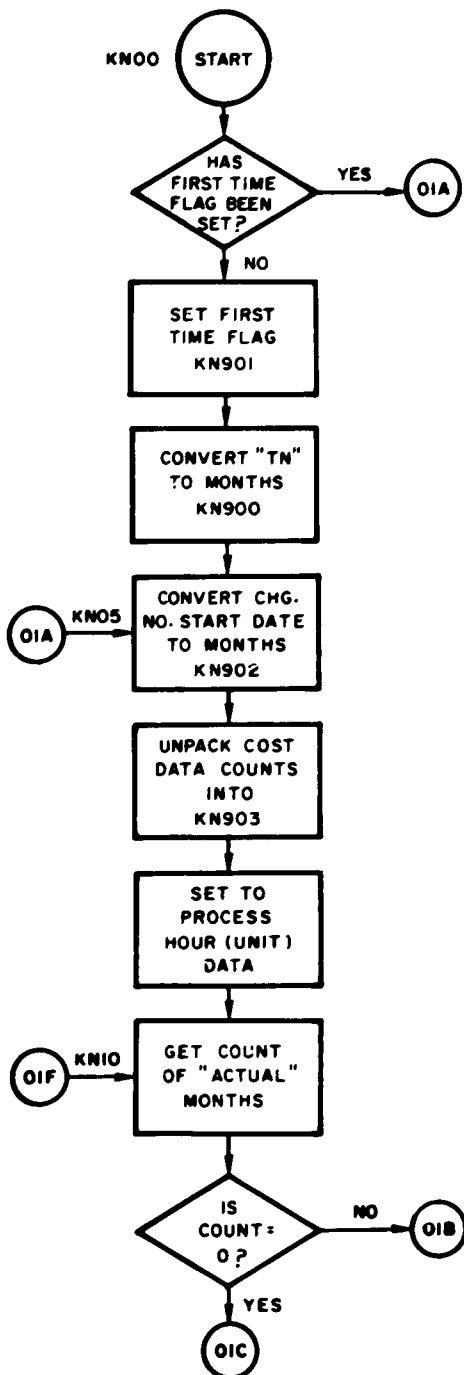 KN00
START
HAS
FIRST TIME
FLAG BEEN
SET?
YES
01A
NO
SET FIRST
TIME FLAG
KN901
CONVERT "TN"
TO MONTHS
KN900
01A
KN05
CONVERT CHG.
NO. START DATE
TO MONTHS
KN902
UNPACK COST
DATA COUNTS
INTO
KN903
SET TO
PROCESS
HOUR (UNIT)
DATA
01F
KN10
GET COUNT
OF "ACTUAL"
MONTHS
IS
COUNT =
0?
NO
01B
YES
01C